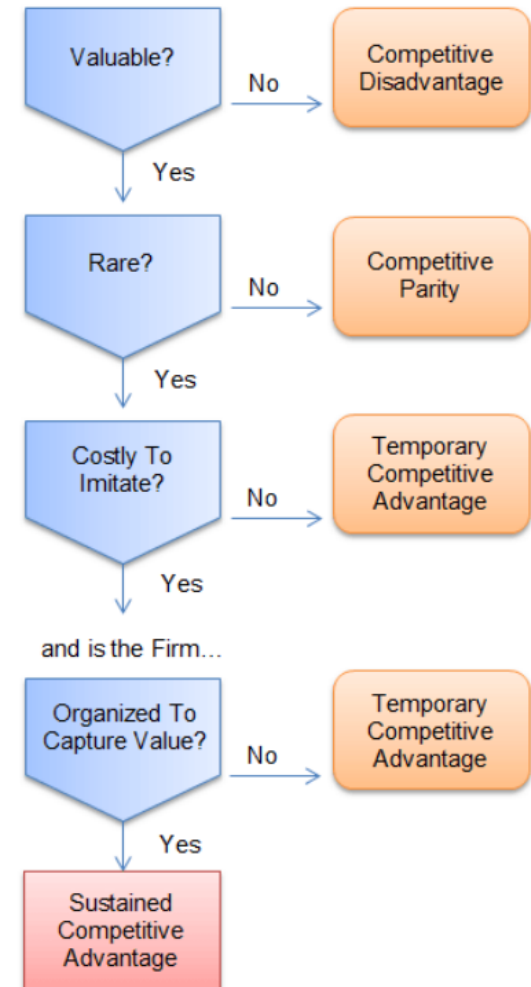 Valuable?
No
Competitive
Disadvantage
Yes
Rare?
No
Competitive
Parity
Yes
Costly To
Imitate?
No
Temporary
Competitive
Advantage
Yes
and is the Firm...
Organized To
Capture Value?
No
Temporary
Competitive
Advantage
Yes
Sustained
Competitive
Advantage